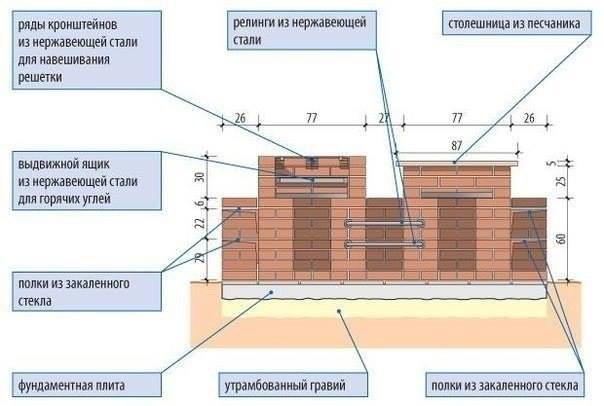 ряды кронштейнов
из нержавеющей стали
для навешивания
решетки
релинги из нержавеющей
стали
столешница из песчаника
26 77 27 77 26
87
выдвижной ящик
из нержавеющей стали
для горячих углей
30
6
22
22
29
5
25
60
полки из закаленного
стекла
фундаментная плита
утрамбованный гравий
полки из закаленного стекла